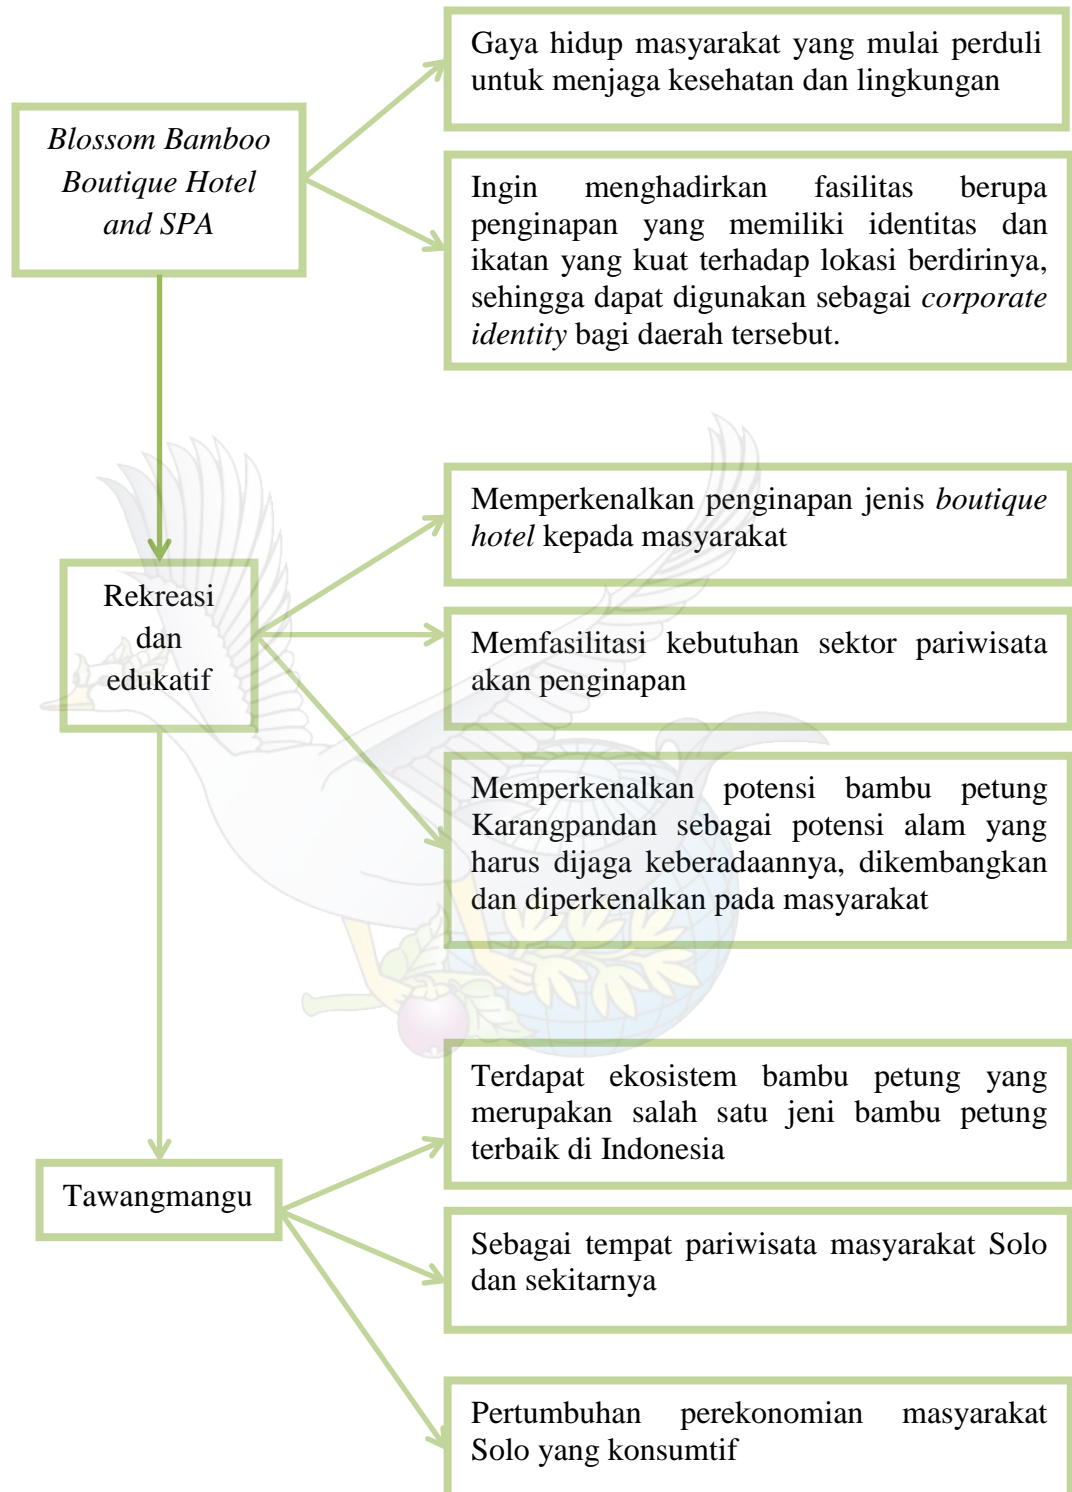 Blossom Bamboo
Boutique Hotel
and SPA
Gaya hidup masyarakat yang mulai perduli
untuk menjaga kesehatan dan lingkungan
Ingin menghadirkan fasilitas berupa
penginapan yang memiliki identitas dan
ikatan yang kuat terhadap lokasi berdirinya,
sehingga dapat digunakan sebagai corporate
identity bagi daerah tersebut.
Rekreasi
dan
edukatif
Memperkenalkan penginapan jenis boutique
hotel kepada masyarakat
Memfasilitasi kebutuhan sektor pariwisata
akan penginapan
Memperkenalkan potensi bambu petung
Karangpandan sebagai potensi alam yang
harus dijaga keberadaannya, dikembangkan
dan diperkenalkan pada masyarakat
Tawangmangu
Terdapat ekosistem bambu petung yang
merupakan salah satu jeni bambu petung
terbaik di Indonesia
Sebagai tempat pariwisata masyarakat Solo
dan sekitarnya
Pertumbuhan perekonomian masyarakat
Solo yang konsumtif